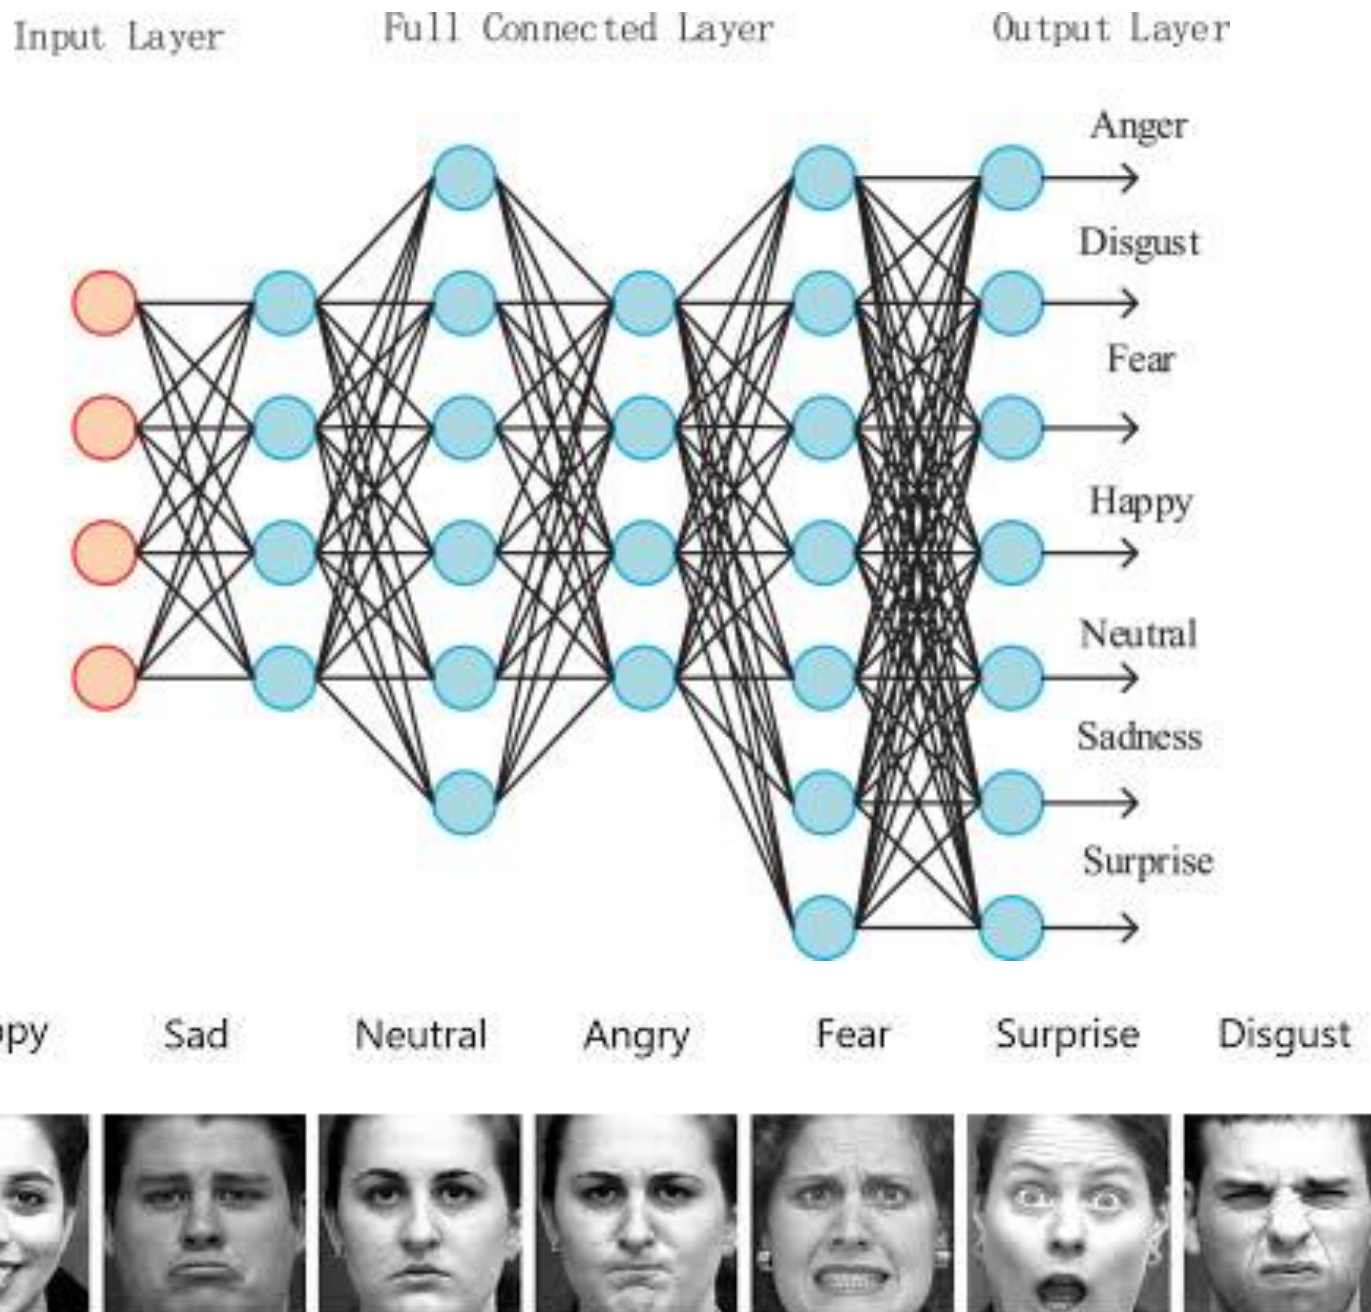 Input Layer Full Connected Layer Output Layer
Anger
Disgust
Fear
Happy
Neutral
Sadness
Surprise
ppy Sad Neutral Angry Fear Surprise Disgust